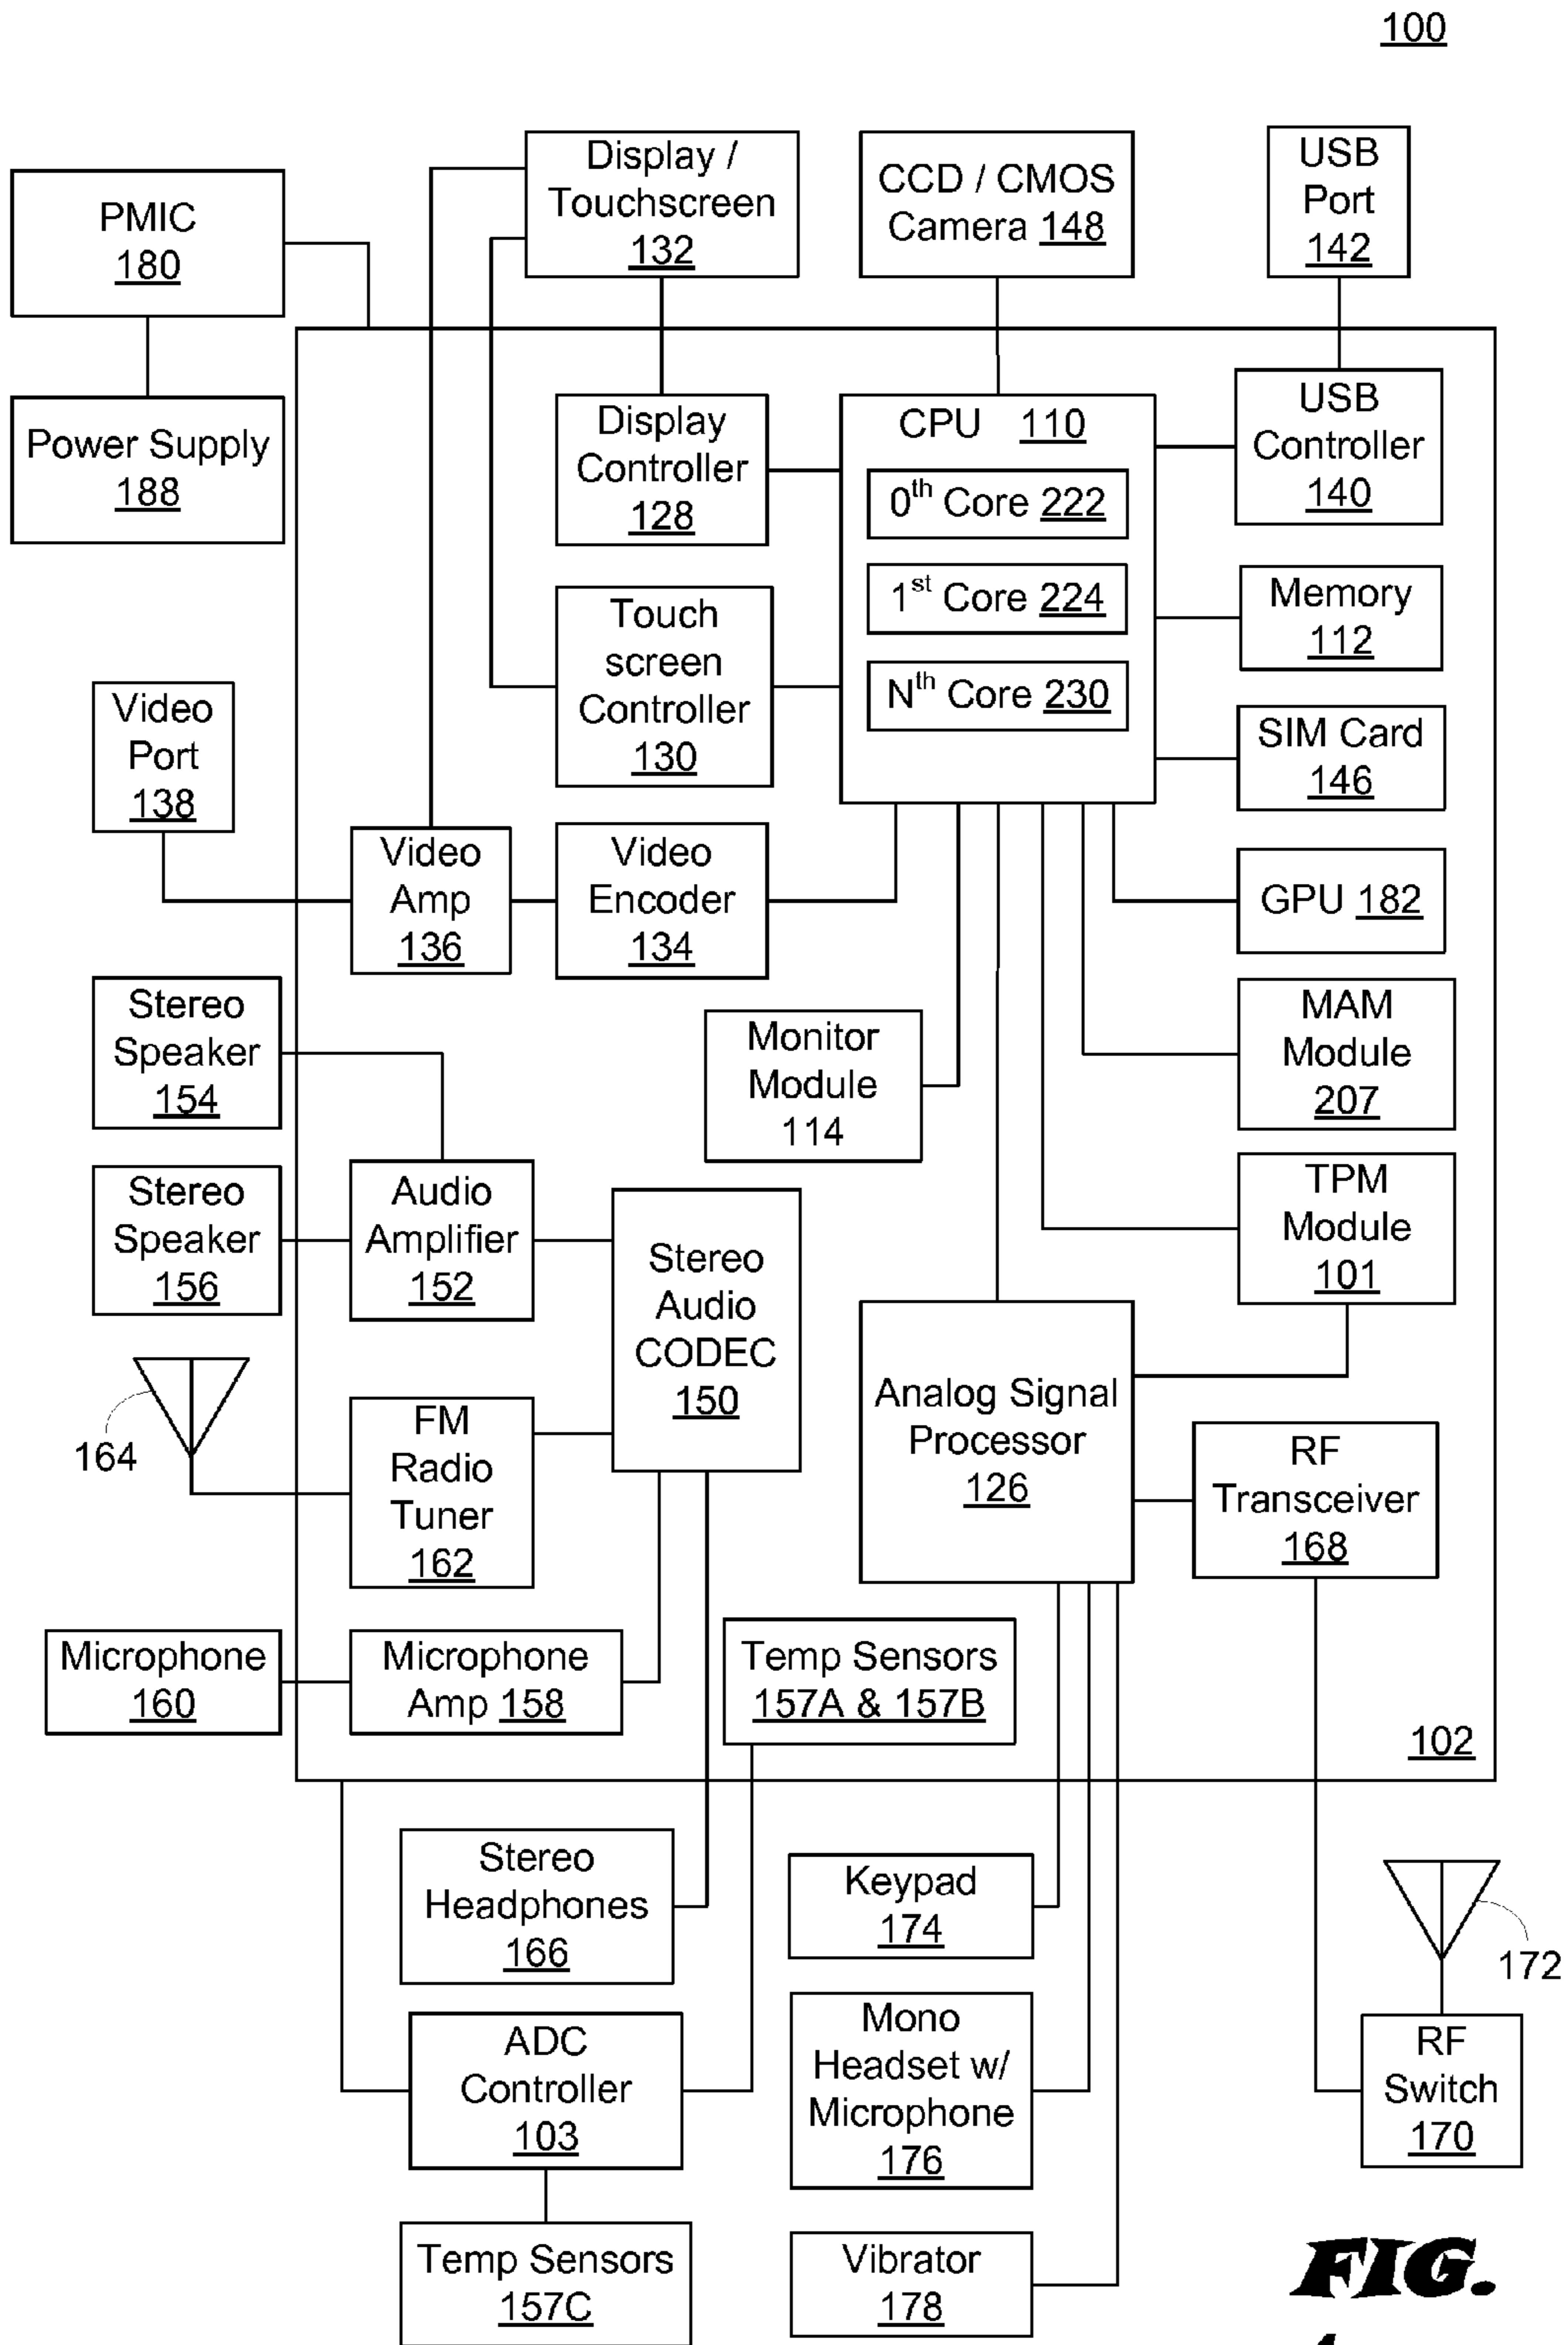 100
PMIC
180
Display /
Touchscreen
132
CCD / CMOS
Camera 148
USB
Port
142
Power Supply
188
Display
Controller
128
CPU 110
0th Core 222
1st Core 224
Nth Core 230
USB
Controller
140
Touch
screen
Controller
130
Memory
112
SIM Card
146
Video
Port
138
Video
Amp
136
Video
Encoder
134
GPU 182
Stereo
Speaker
154
Monitor
Module
114
MAM
Module
207
Stereo
Speaker
156
Audio
Amplifier
152
Stereo
Audio
CODEC
150
TPM
Module
101
164
FM
Radio
Tuner
162
Analog Signal
Processor
126
RF
Transceiver
168
Microphone
160
Microphone
Amp 158
Temp Sensors
157A & 157B
102
Stereo
Headphones
166
Keypad
174
172
ADC
Controller
103
Mono
Headset w/
Microphone
176
RF
Switch
170
Temp Sensors
157C
Vibrator
178
FIG.